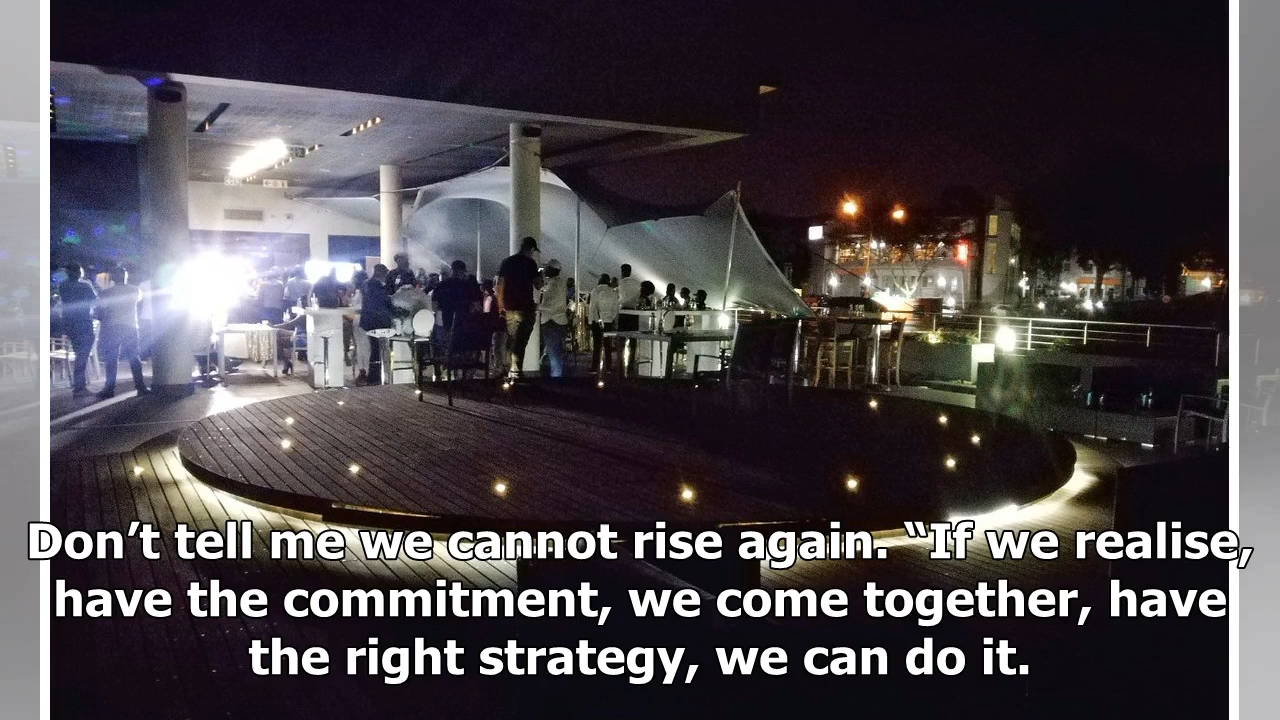 Don’t tell me we cannot rise again. “If we realise,
have the commitment, we come together, have
the right strategy, we can do it.